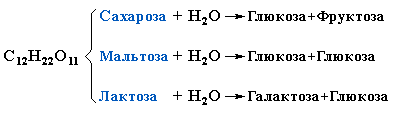 Сахароза + H₂O → Глюкоза+Фруктоза
C₁₂H₂₂O₁₁ Мальтоза + H₂O → Глюкоза+Глюкоза
Лактоза + H₂O → Галактоза+Глюкоза